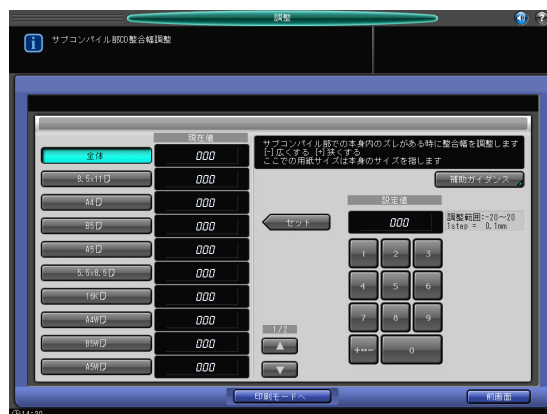 調整
サブコンパイル部CD整合幅調整
現在値
サブコンパイル部での本身内のズレがある時に整合幅を調整します
[-]広くする [+]狭くする
ここでの用紙サイズは本身のサイズを指します
全体 000
8.5x11 000
補助ガイダンス
A4 000
設定値
B5 000
セット
000
調整範囲:-20~20
1step = 0.1mm
A5 000
1 2 3
5.5x8.5 000
4 5 6
16K 000
7 8 9
A4W 000
1/2
B5W 000
+↔- 0
A5W 000
印刷モードへ
前画面